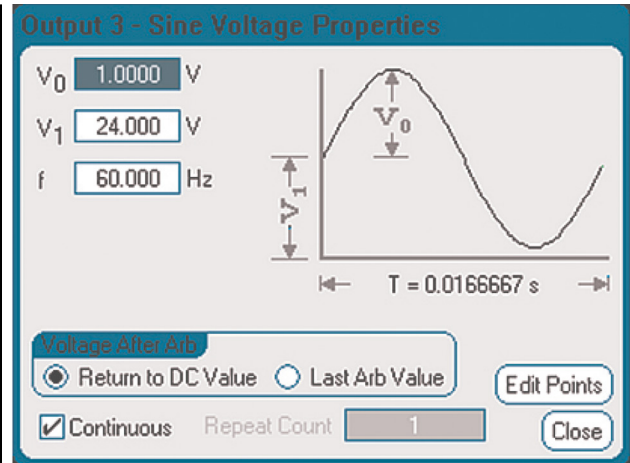 Output 3 - Sine Voltage Properties
V0 1.0000 V
V1 24.000 V
f 60.000 Hz
V0
V1
T = 0.0166667 s
Voltage After Arb
Return to DC Value Last Arb Value
Edit Points
Continuous Repeat Count 1
Close